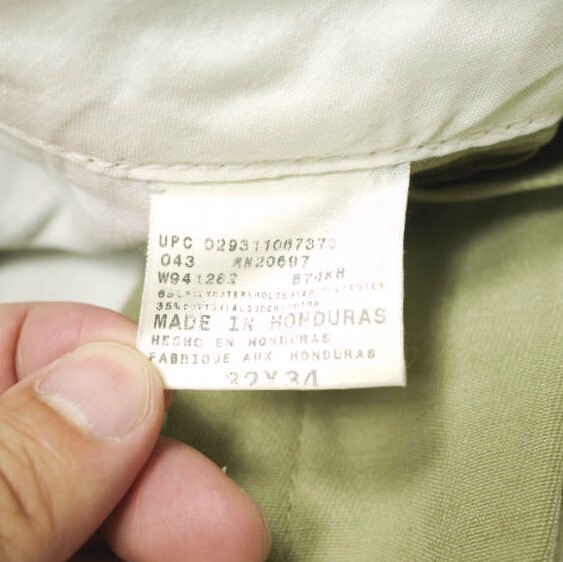 UPC 029311067373
043 RN20697
W941262 874KH
MADE IN HONDURAS
HECHO EN HONDURAS
FABRIQUE AUX HONDURAS
32X34